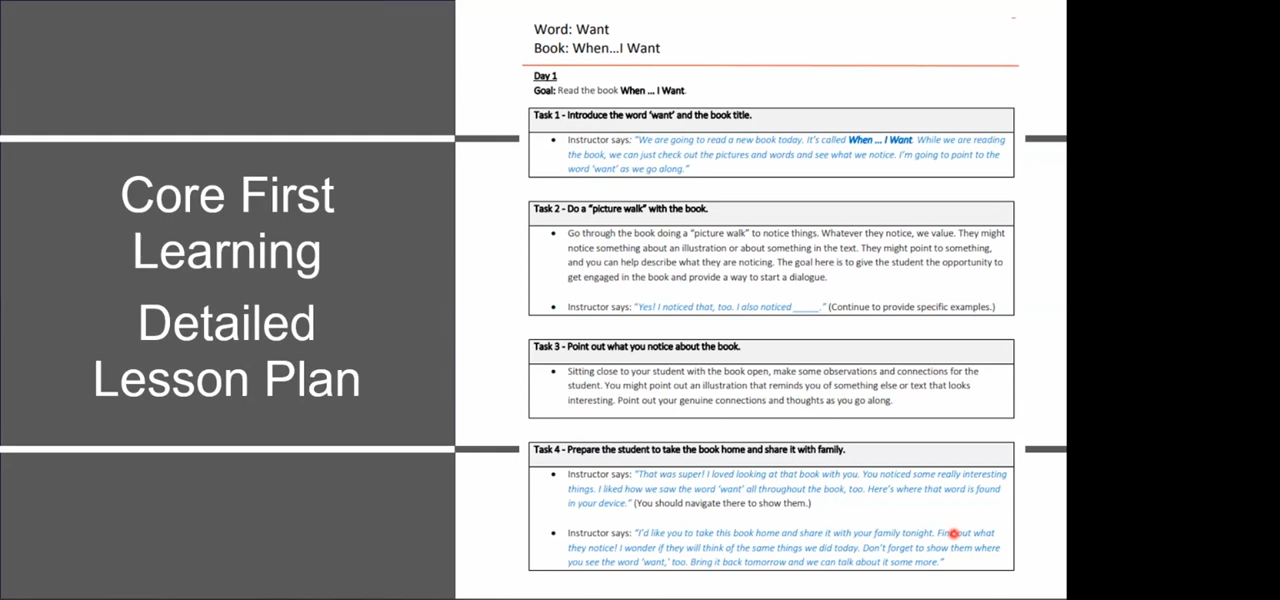 Core First
Learning
Detailed
Lesson Plan
Word: Want
Book: When...I Want
Day 1
Goal: Read the book When ... I Want.
Task 1 - Introduce the word ‘want’ and the book title.
• Instructor says: “We are going to read a new book today. It’s called When ... I Want. While we are reading
the book, we can just check out the pictures and words and see what we notice. I’m going to point to the
word ‘want’ as we go along.”
Task 2 - Do a “picture walk” with the book.
• Go through the book doing a “picture walk” to notice things. Whatever they notice, we value. They might
notice something about an illustration or about something in the text. They might point to something,
and you can help describe what they are noticing. The goal here is to give the student the opportunity to
get engaged in the book and provide a way to start a dialogue.
• Instructor says: “Yes! I noticed that, too. I also noticed _____.” (Continue to provide specific examples.)
Task 3 - Point out what you notice about the book.
• Sitting close to your student with the book open, make some observations and connections for the
student. You might point out an illustration that reminds you of something else or text that looks
interesting. Point out your genuine connections and thoughts as you go along.
Task 4 - Prepare the student to take the book home and share it with family.
• Instructor says: “That was super! I loved looking at that book with you. You noticed some really interesting
things. I liked how we saw the word ‘want’ all throughout the book, too. Here’s where that word is found
in your device.” (You should navigate there to show them.)
• Instructor says: “I’d like you to take this book home and share it with your family tonight. Find out what
they notice! I wonder if they will think of the same things we did today. Don’t forget to show them where
you see the word ‘want,’ too. Bring it back tomorrow and we can talk about it some more.”